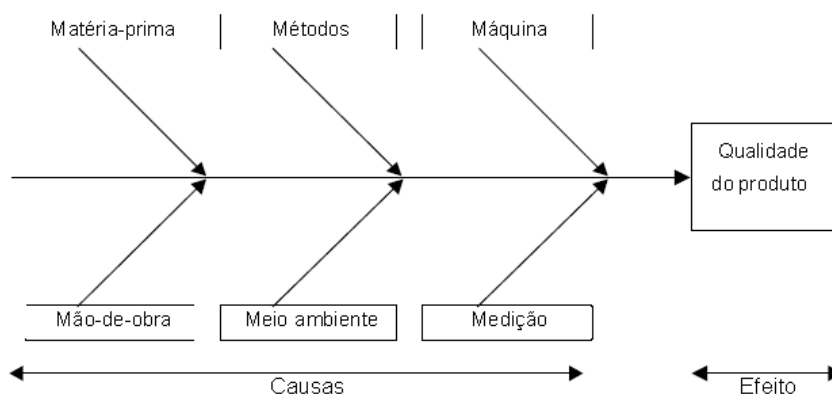 Matéria-prima
Métodos
Máquina
Qualidade
do produto
Mão-de-obra
Meio ambiente
Medição
Causas
Efeito